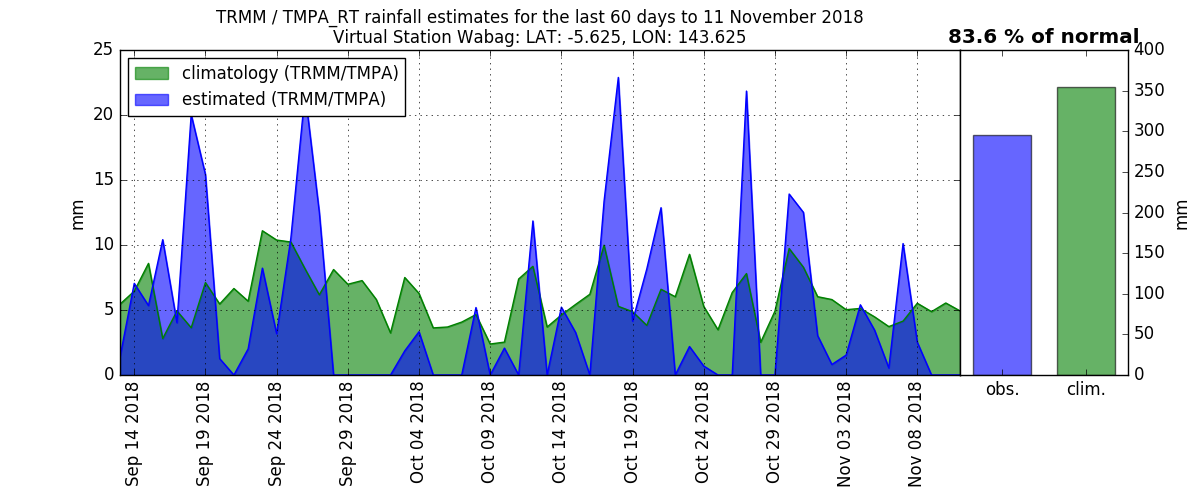 TRMM / TMPA_RT rainfall estimates for the last 60 days to 11 November 2018
Virtual Station Wabag: LAT: -5.625, LON: 143.625
83.6 % of normal
climatology (TRMM/TMPA)
estimated (TRMM/TMPA)
25
20
15
10
5
0
mm
Sep 14 2018
Sep 19 2018
Sep 24 2018
Sep 29 2018
Oct 04 2018
Oct 09 2018
Oct 14 2018
Oct 19 2018
Oct 24 2018
Oct 29 2018
Nov 03 2018
Nov 08 2018
400
350
300
250
200
150
100
50
0
mm
obs.
clim.